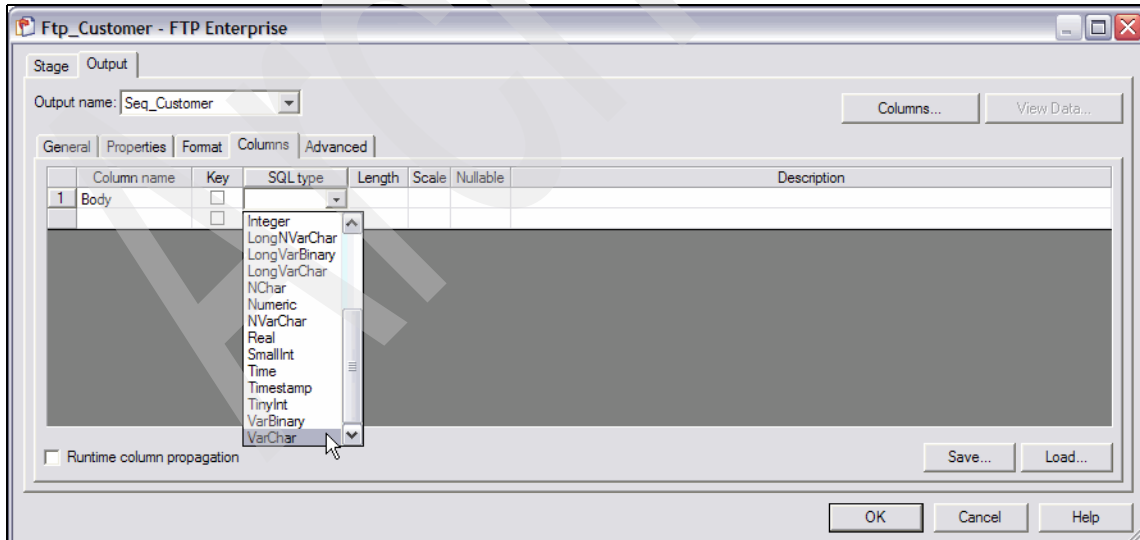 Ftp_Customer - FTP Enterprise
Stage Output
Output name: Seq_Customer
Columns... View Data...
General Properties Format Columns Advanced
Column name Key SQL type Length Scale Nullable Description
1 Body
Integer
LongNVarChar
LongVarBinary
LongVarChar
NChar
Numeric
NVarChar
Real
SmallInt
Time
Timestamp
TinyInt
VarBinary
VarChar
Runtime column propagation
Save... Load...
OK Cancel Help